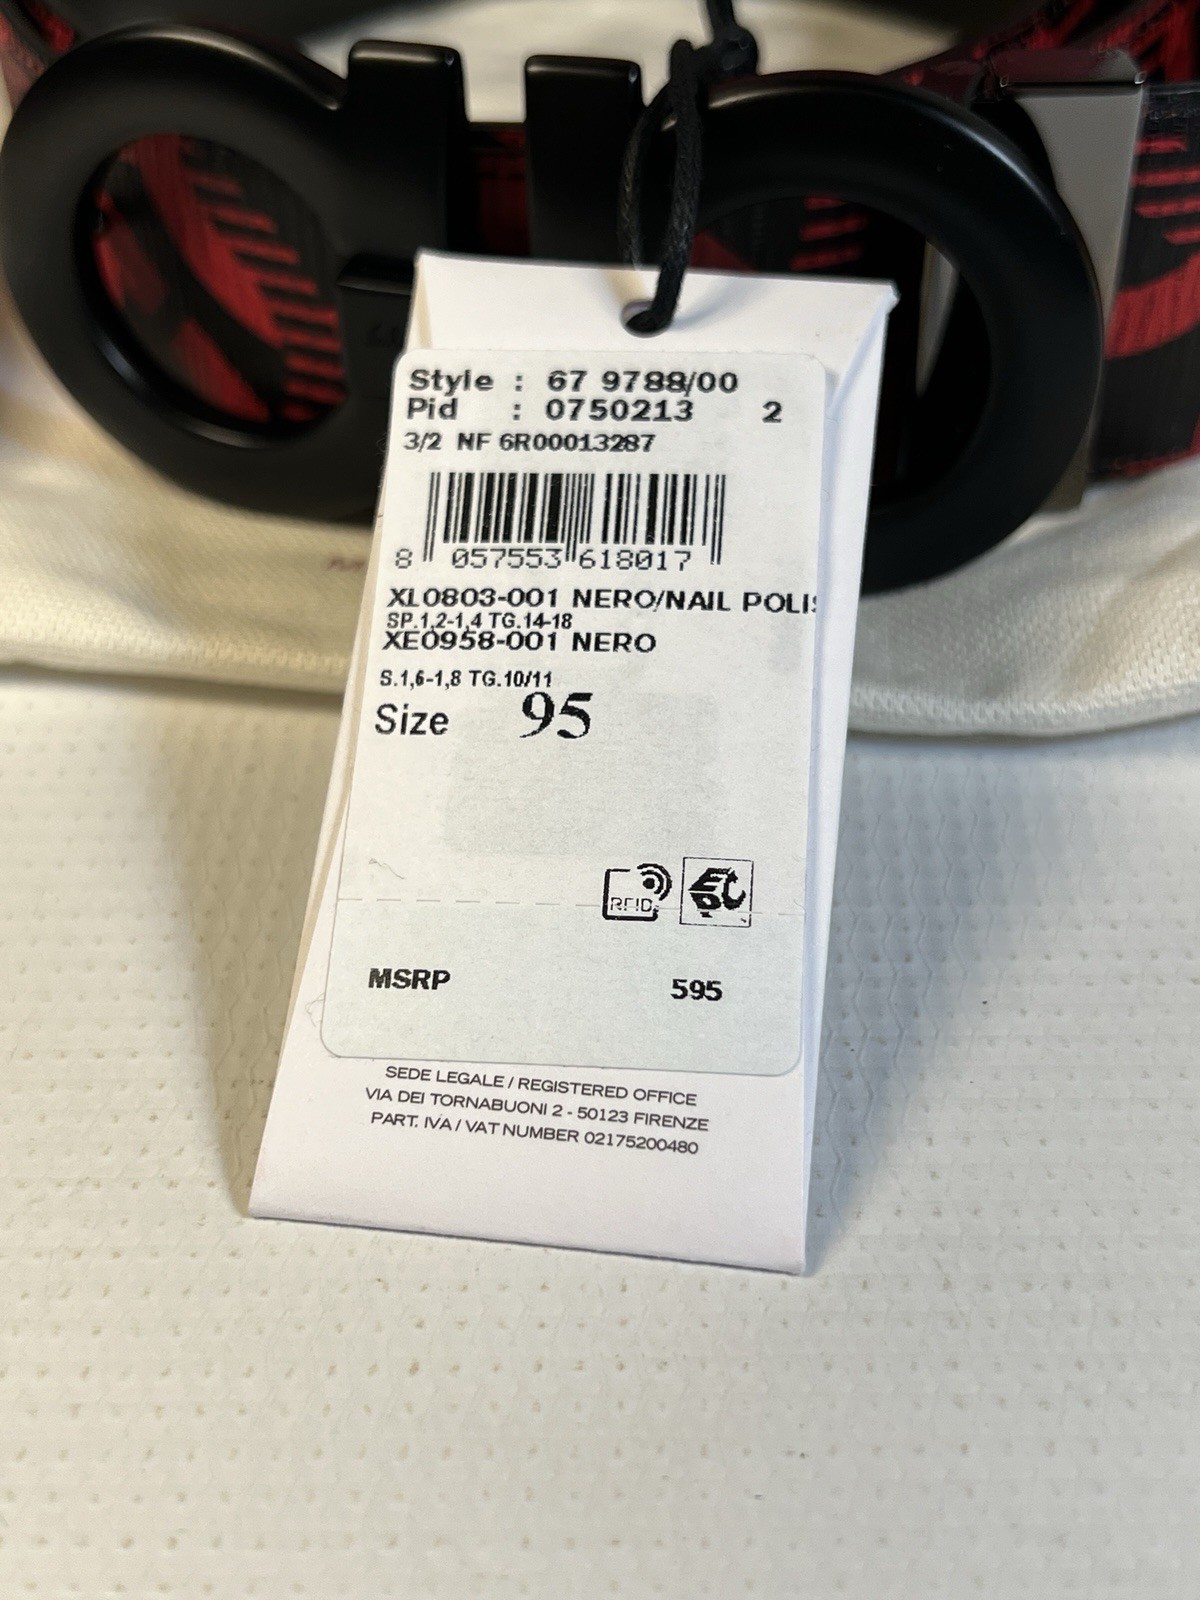 Style : 67 9788/00
Pid : 0750213 2
3/2 NF 6R00013287
8 057553 618017
XL0803-001 NERO/NAIL POLIS
SP.1,2-1,4 TG.14-18
XE0958-001 NERO
S.1,6-1,8 TG.10/11
Size 95
RFID
MSRP 595
SEDE LEGALE / REGISTERED OFFICE
VIA DEI TORNABUONI 2 - 50123 FIRENZE
PART. IVA / VAT NUMBER 02175200480